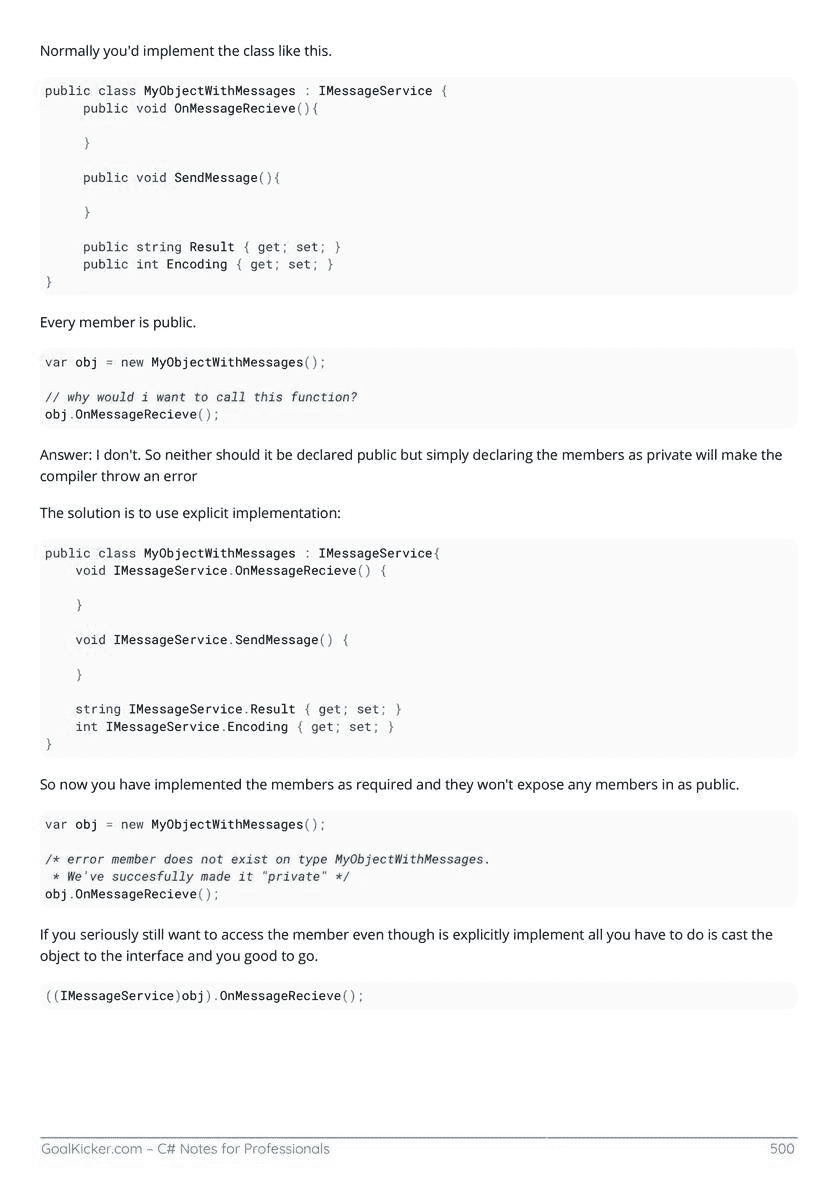 Normally you'd implement the class like this.
public class MyObjectWithMessages : IMessageService {
public void OnMessageRecieve(){
}
public void SendMessage(){
}
public string Result { get; set; }
public int Encoding { get; set; }
}
Every member is public.
var obj = new MyObjectWithMessages();
// why would i want to call this function?
obj.OnMessageRecieve();
Answer: I don't. So neither should it be declared public but simply declaring the members as private will make the
compiler throw an error
The solution is to use explicit implementation:
public class MyObjectWithMessages : IMessageService{
void IMessageService.OnMessageRecieve() {
}
void IMessageService.SendMessage() {
}
string IMessageService.Result { get; set; }
int IMessageService.Encoding { get; set; }
}
So now you have implemented the members as required and they won't expose any members in as public.
var obj = new MyObjectWithMessages();
/* error member does not exist on type MyObjectWithMessages.
* We've succesfully made it "private" */
obj.OnMessageRecieve();
If you seriously still want to access the member even though is explicitly implement all you have to do is cast the
object to the interface and you good to go.
((IMessageService)obj).OnMessageRecieve();
GoalKicker.com – C# Notes for Professionals 500